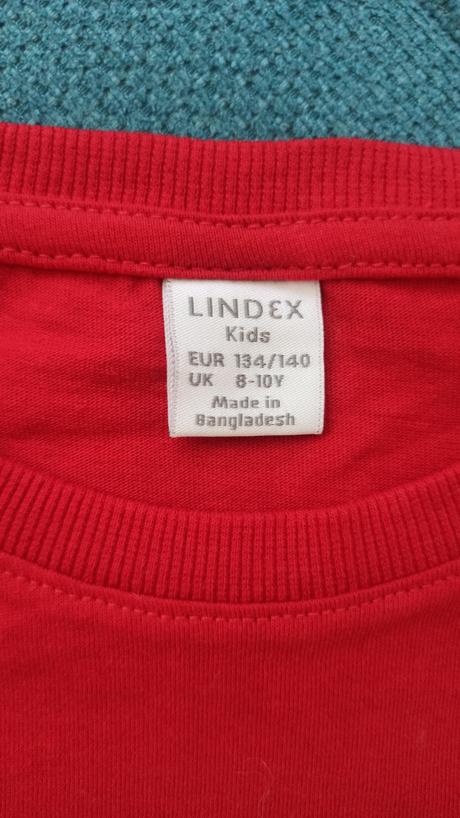 LINDEX
Kids
EUR 134/140
UK 8-10Y
Made in
Bangladesh